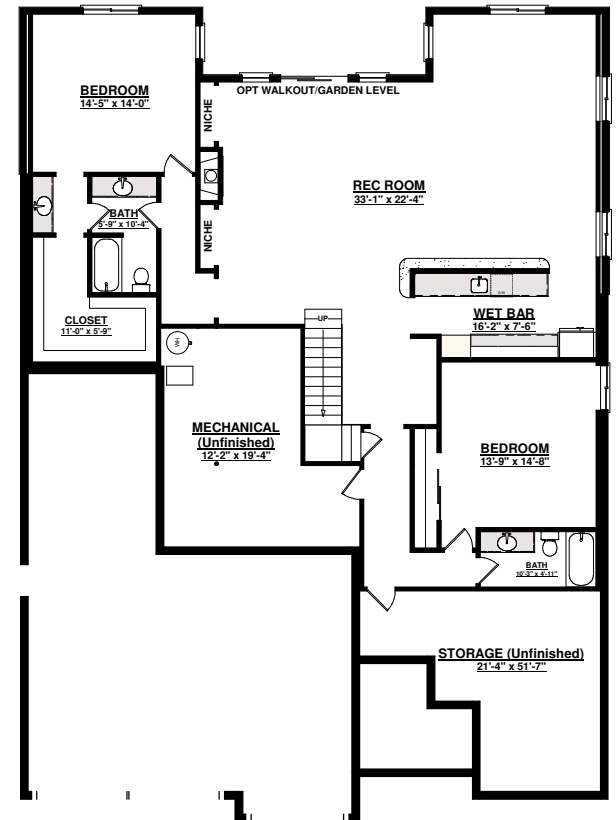 BEDROOM
14'-5" x 14'-0"
OPT WALKOUT/GARDEN LEVEL
NICHE
REC ROOM
33'-1" x 22'-4"
BATH
5'-9" x 10'-4"
NICHE
CLOSET
11'-0" x 5'-9"
WET BAR
16'-2" x 7'-6"
UP
WH
MECHANICAL
(Unfinished)
12'-2" x 19'-4"
BEDROOM
13'-9" x 14'-8"
BATH
10'-3" x 4'-11"
STORAGE (Unfinished)
21'-4" x 51'-7"